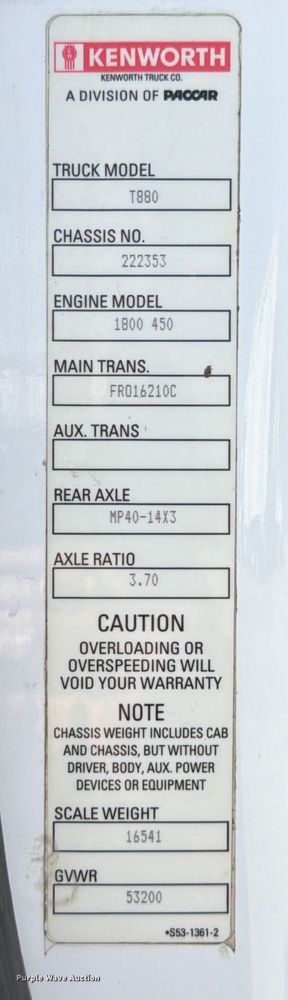 KENWORTH
KENWORTH TRUCK CO.
A DIVISION OF PACCAR
TRUCK MODEL
T880
CHASSIS NO.
222353
ENGINE MODEL
1800 450
MAIN TRANS.
FRO16210C
AUX. TRANS
REAR AXLE
MP40-14X3
AXLE RATIO
3.70
CAUTION
OVERLOADING OR
OVERSPEEDING WILL
VOID YOUR WARRANTY
NOTE
CHASSIS WEIGHT INCLUDES CAB
AND CHASSIS, BUT WITHOUT
DRIVER, BODY, AUX. POWER
DEVICES OR EQUIPMENT
SCALE WEIGHT
16541
GVWR
53200
*S53-1361-2
Purple Wave Auction